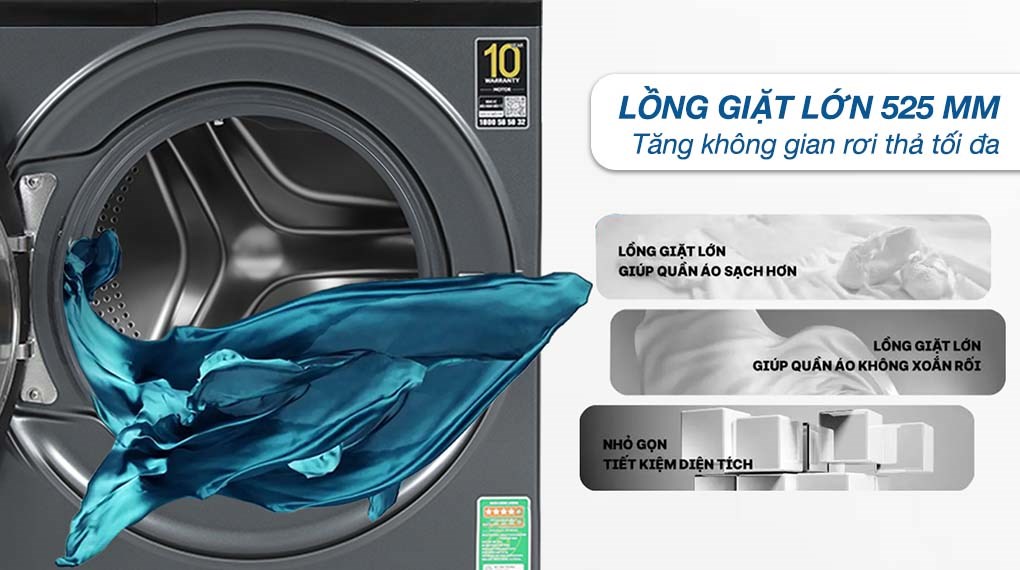 10
YEAR
WARRANTY
MOTOR
1800 58 58 32
LỒNG GIẶT LỚN 525 MM
Tăng không gian rơi thả tối đa
LỒNG GIẶT LỚN
GIÚP QUẦN ÁO SẠCH HƠN
LỒNG GIẶT LỚN
GIÚP QUẦN ÁO KHÔNG XOẮN RỐI
NHỎ GỌN
TIẾT KIỆM DIỆN TÍCH